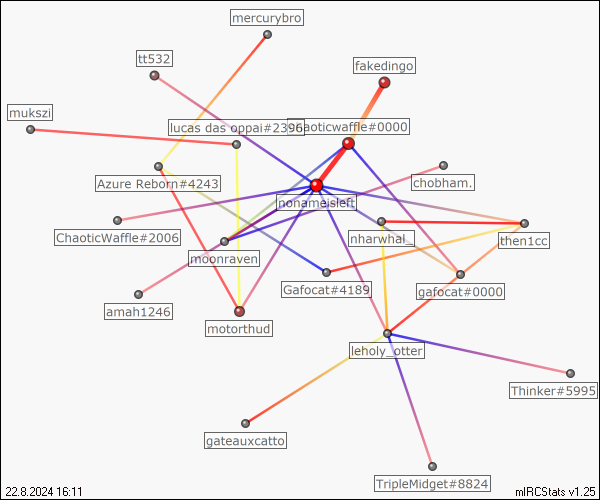 mercurybro
tt532
fakedingo
mukszi
lucas das oppai#2396
chaoticwaffle#0000
Azure Reborn#4243
chobham.
nonameisleft
ChaoticWaffle#2006
nharwhal_
then1cc
moonraven
Gafocat#4189
gafocat#0000
amah1246
motorthud
leholy_otter
Thinker#5995
gateauxcatto
TripleMidget#8824
22.8.2024 16:11
mIRCStats v1.25